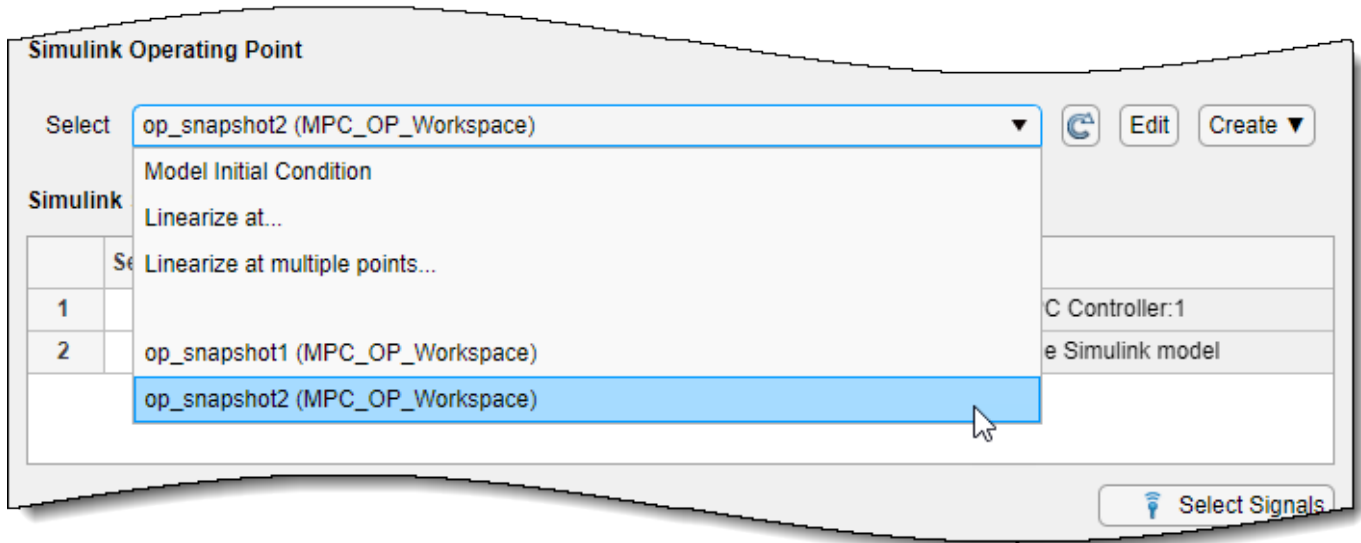 Simulink Operating Point
Select op_snapshot2 (MPC_OP_Workspace) ▼ Edit Create ▼
Model Initial Condition
Simulink
Linearize at...
Linearize at multiple points...
1 C Controller:1
2 e Simulink model
op_snapshot1 (MPC_OP_Workspace)
op_snapshot2 (MPC_OP_Workspace)
Select Signals